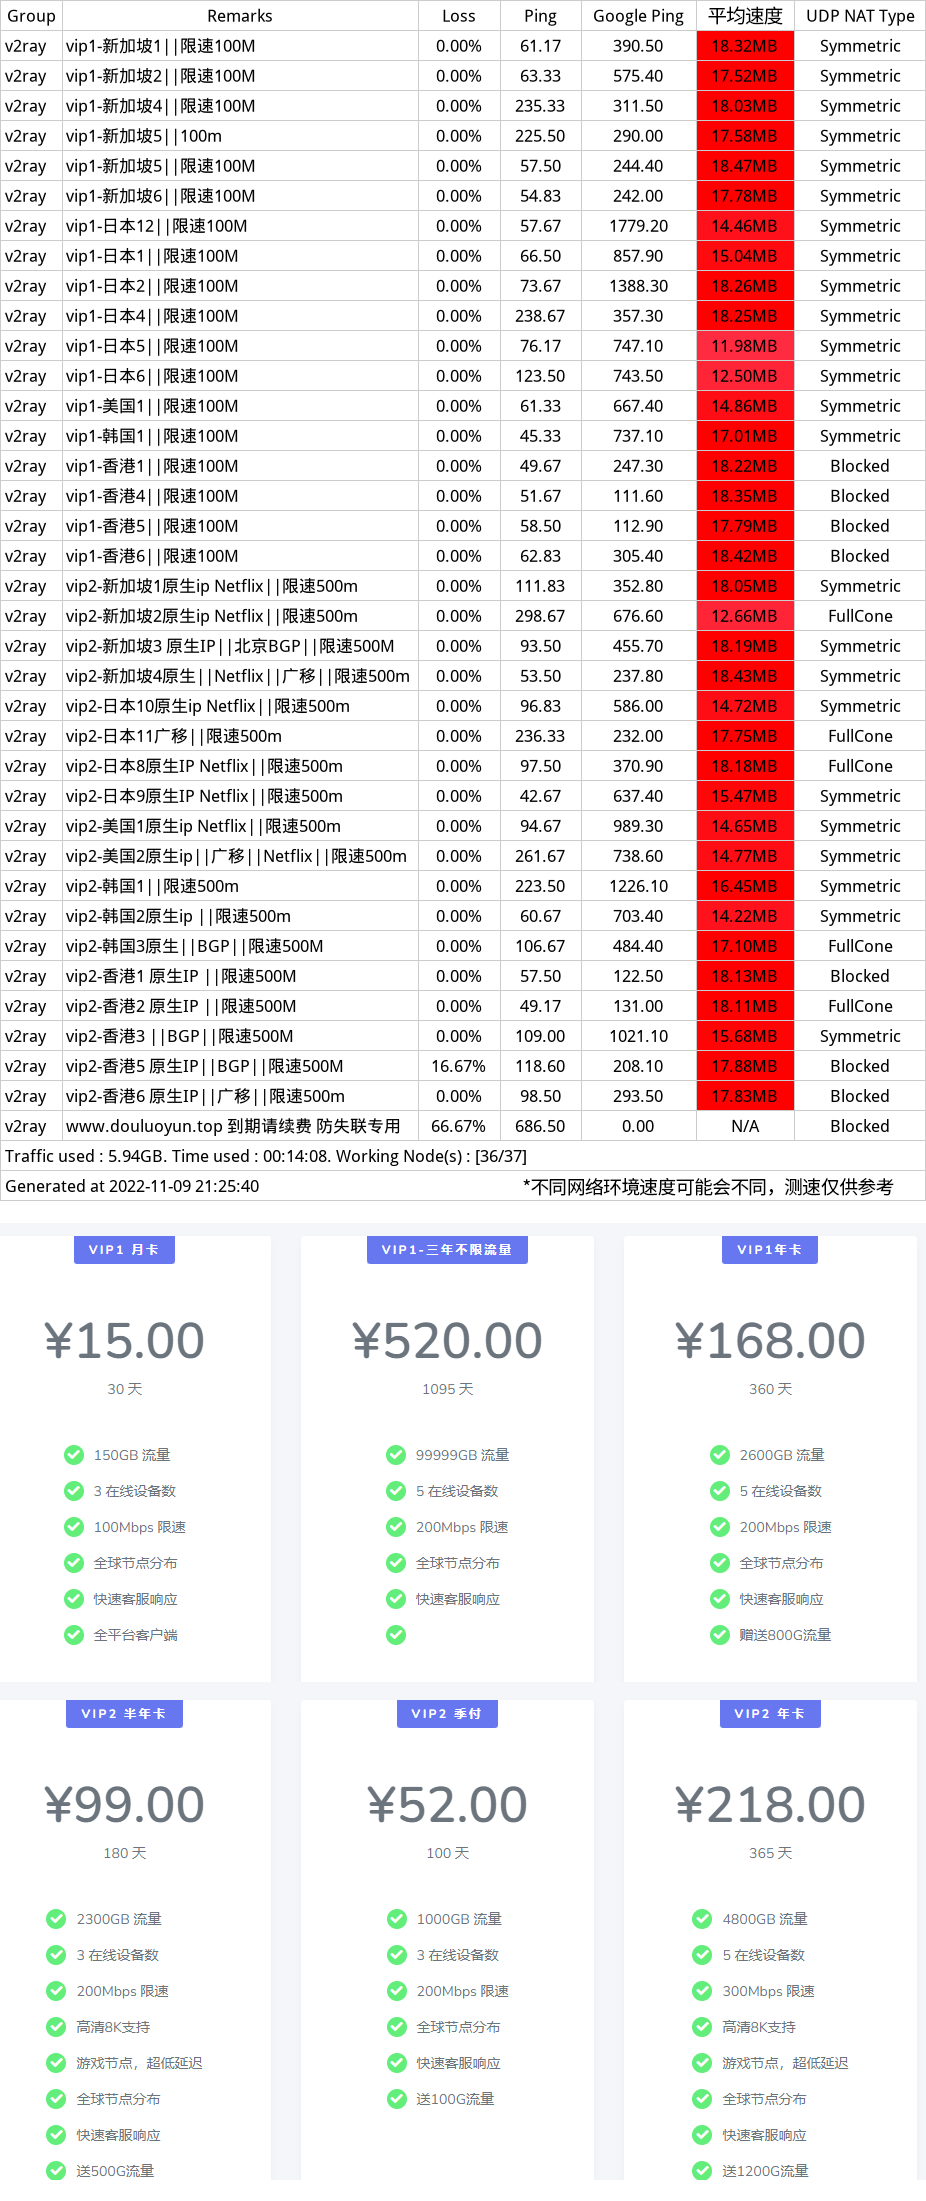 Group Remarks Loss Ping Google Ping 平均速度 UDP NAT Type
v2ray vip1-新加坡1||限速100M 0.00% 61.17 390.50 18.32MB Symmetric
v2ray vip1-新加坡2||限速100M 0.00% 63.33 575.40 17.52MB Symmetric
v2ray vip1-新加坡4||限速100M 0.00% 235.33 311.50 18.03MB Symmetric
v2ray vip1-新加坡5||100m 0.00% 225.50 290.00 17.58MB Symmetric
v2ray vip1-新加坡5||限速100M 0.00% 57.50 244.40 18.47MB Symmetric
v2ray vip1-新加坡6||限速100M 0.00% 54.83 242.00 17.78MB Symmetric
v2ray vip1-日本12||限速100M 0.00% 57.67 1779.20 14.46MB Symmetric
v2ray vip1-日本1||限速100M 0.00% 66.50 857.90 15.04MB Symmetric
v2ray vip1-日本2||限速100M 0.00% 73.67 1388.30 18.26MB Symmetric
v2ray vip1-日本4||限速100M 0.00% 238.67 357.30 18.25MB Symmetric
v2ray vip1-日本5||限速100M 0.00% 76.17 747.10 11.98MB Symmetric
v2ray vip1-日本6||限速100M 0.00% 123.50 743.50 12.50MB Symmetric
v2ray vip1-美国1||限速100M 0.00% 61.33 667.40 14.86MB Symmetric
v2ray vip1-韩国1||限速100M 0.00% 45.33 737.10 17.01MB Symmetric
v2ray vip1-香港1||限速100M 0.00% 49.67 247.30 18.22MB Blocked
v2ray vip1-香港4||限速100M 0.00% 51.67 111.60 18.35MB Blocked
v2ray vip1-香港5||限速100M 0.00% 58.50 112.90 17.79MB Blocked
v2ray vip1-香港6||限速100M 0.00% 62.83 305.40 18.42MB Blocked
v2ray vip2-新加坡1原生ip Netflix||限速500m 0.00% 111.83 352.80 18.05MB Symmetric
v2ray vip2-新加坡2原生ip Netflix||限速500m 0.00% 298.67 676.60 12.66MB FullCone
v2ray vip2-新加坡3 原生IP||北京BGP||限速500M 0.00% 93.50 455.70 18.19MB Symmetric
v2ray vip2-新加坡4原生||Netflix||广移||限速500m 0.00% 53.50 237.80 18.43MB Symmetric
v2ray vip2-日本10原生ip Netflix||限速500m 0.00% 96.83 586.00 14.72MB Symmetric
v2ray vip2-日本11广移||限速500m 0.00% 236.33 232.00 17.75MB FullCone
v2ray vip2-日本8原生IP Netflix||限速500m 0.00% 97.50 370.90 18.18MB FullCone
v2ray vip2-日本9原生IP Netflix||限速500m 0.00% 42.67 637.40 15.47MB Symmetric
v2ray vip2-美国1原生ip Netflix||限速500m 0.00% 94.67 989.30 14.65MB Symmetric
v2ray vip2-美国2原生ip||广移||Netflix||限速500m 0.00% 261.67 738.60 14.77MB Symmetric
v2ray vip2-韩国1||限速500m 0.00% 223.50 1226.10 16.45MB Symmetric
v2ray vip2-韩国2原生ip ||限速500m 0.00% 60.67 703.40 14.22MB Symmetric
v2ray vip2-韩国3原生||BGP||限速500M 0.00% 106.67 484.40 17.10MB FullCone
v2ray vip2-香港1 原生IP ||限速500M 0.00% 57.50 122.50 18.13MB Blocked
v2ray vip2-香港2 原生IP ||限速500M 0.00% 49.17 131.00 18.11MB FullCone
v2ray vip2-香港3 ||BGP||限速500M 0.00% 109.00 1021.10 15.68MB Symmetric
v2ray vip2-香港5 原生IP||BGP||限速500M 16.67% 118.60 208.10 17.88MB Blocked
v2ray vip2-香港6 原生IP||广移||限速500m 0.00% 98.50 293.50 17.83MB Blocked
v2ray www.douluoyun.top 到期请续费 防失联专用 66.67% 686.50 0.00 N/A Blocked
Traffic used : 5.94GB. Time used : 00:14:08. Working Node(s) : [36/37]
Generated at 2022-11-09 21:25:40 *不同网络环境速度可能会不同，测速仅供参考
VIP1 月卡
¥15.00
30 天
150GB 流量
3 在线设备数
100Mbps 限速
全球节点分布
快速客服响应
全平台客户端
VIP1-三年不限流量
¥520.00
1095 天
99999GB 流量
5 在线设备数
200Mbps 限速
全球节点分布
快速客服响应
VIP1年卡
¥168.00
360 天
2600GB 流量
5 在线设备数
200Mbps 限速
全球节点分布
快速客服响应
赠送800G流量
VIP2 半年卡
¥99.00
180 天
2300GB 流量
3 在线设备数
200Mbps 限速
高清8K支持
游戏节点，超低延迟
全球节点分布
快速客服响应
送500G流量
VIP2 季付
¥52.00
100 天
1000GB 流量
3 在线设备数
200Mbps 限速
全球节点分布
快速客服响应
送100G流量
VIP2 年卡
¥218.00
365 天
4800GB 流量
5 在线设备数
300Mbps 限速
高清8K支持
游戏节点，超低延迟
全球节点分布
快速客服响应
送1200G流量